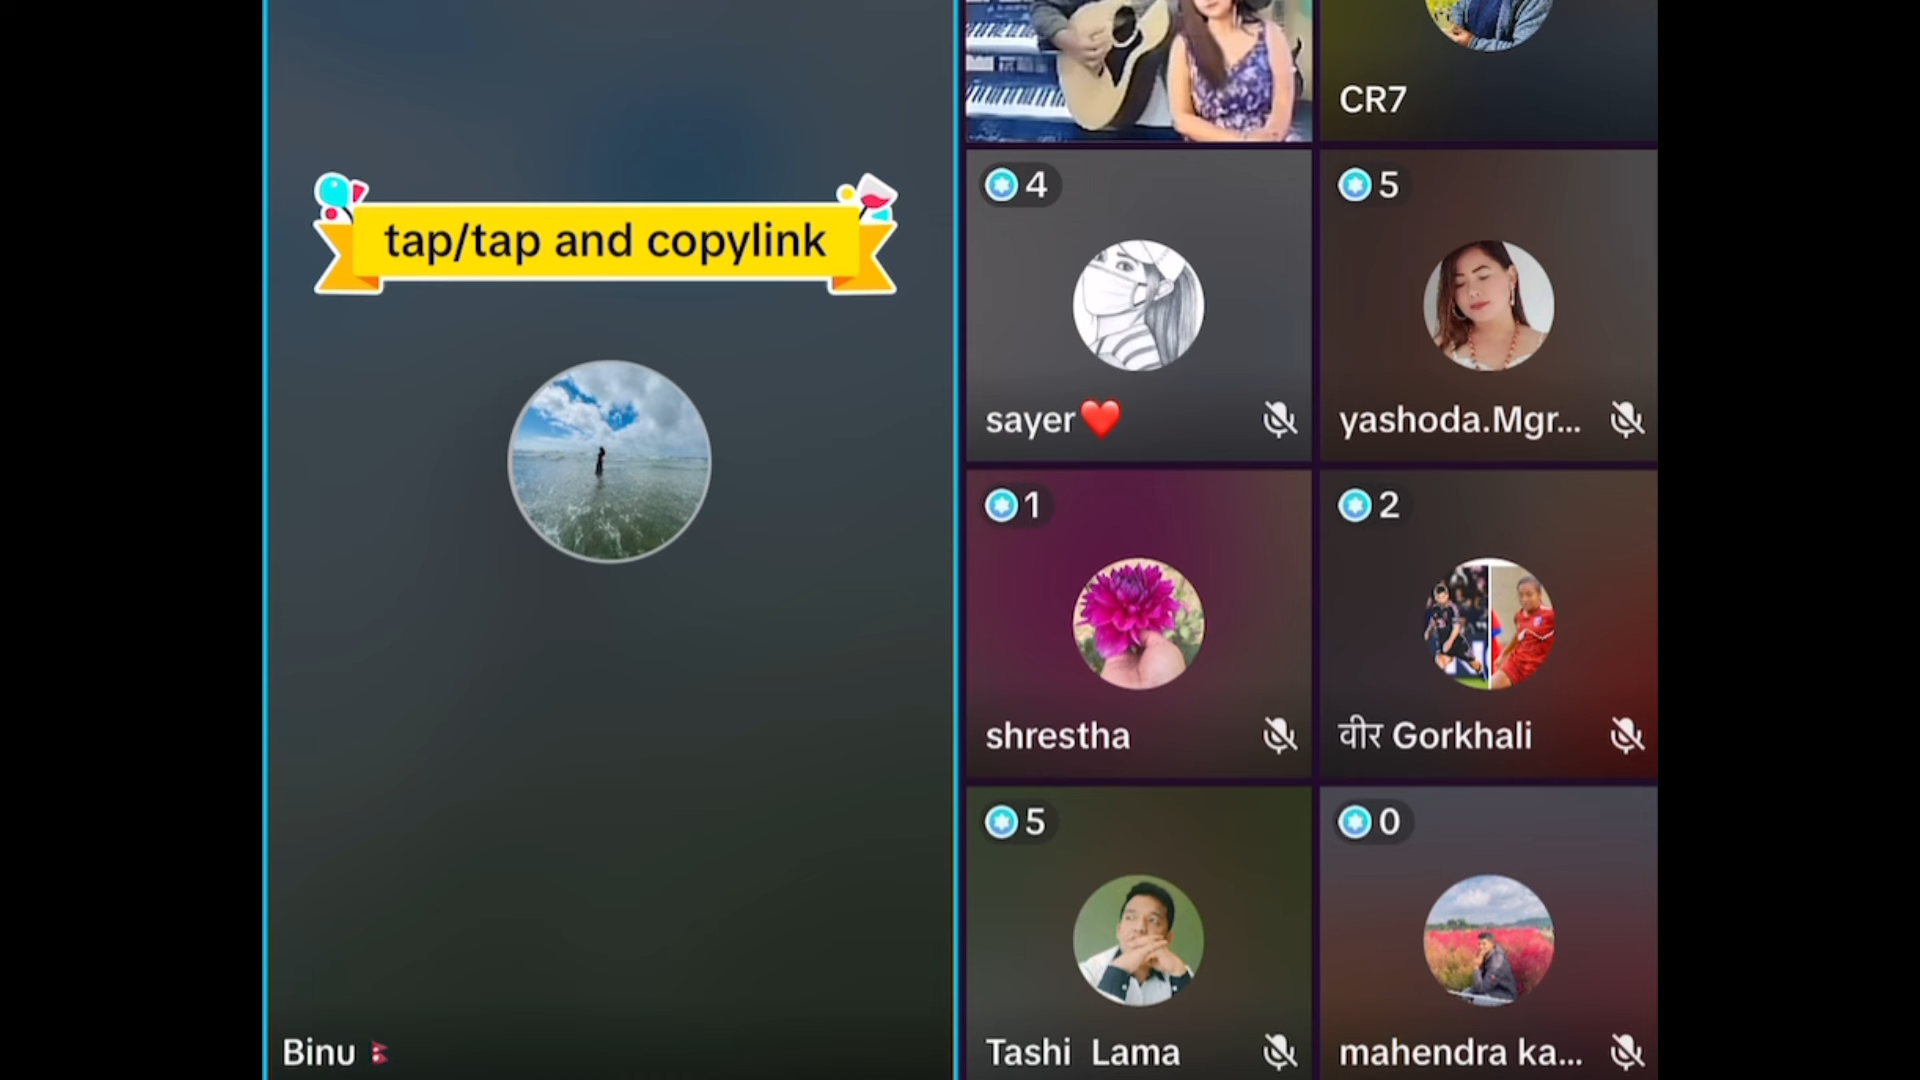 tap/tap and copylink
Binu
CR7
4
sayer❤️
5
yashoda.Mgr...
1
shrestha
2
वीर Gorkhali
5
Tashi Lama
0
mahendra ka...